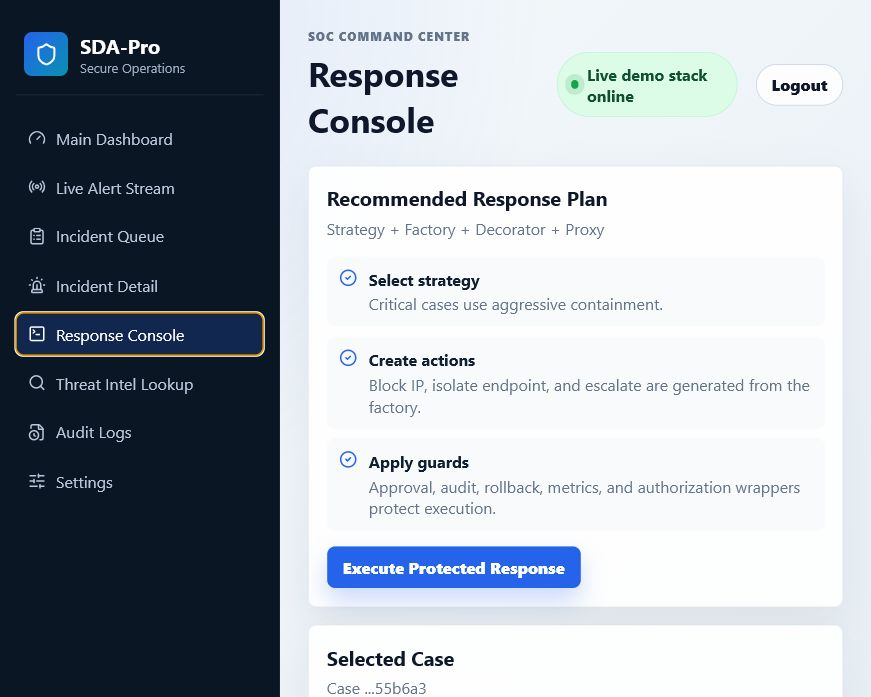 SDA-Pro
Secure Operations
Main Dashboard
Live Alert Stream
Incident Queue
Incident Detail
Response Console
Threat Intel Lookup
Audit Logs
Settings
SOC COMMAND CENTER
Response
Console
Live demo stack
online
Logout
Recommended Response Plan
Strategy + Factory + Decorator + Proxy
Select strategy
Critical cases use aggressive containment.
Create actions
Block IP, isolate endpoint, and escalate are generated from the
factory.
Apply guards
Approval, audit, rollback, metrics, and authorization wrappers
protect execution.
Execute Protected Response
Selected Case
Case ...55b6a3